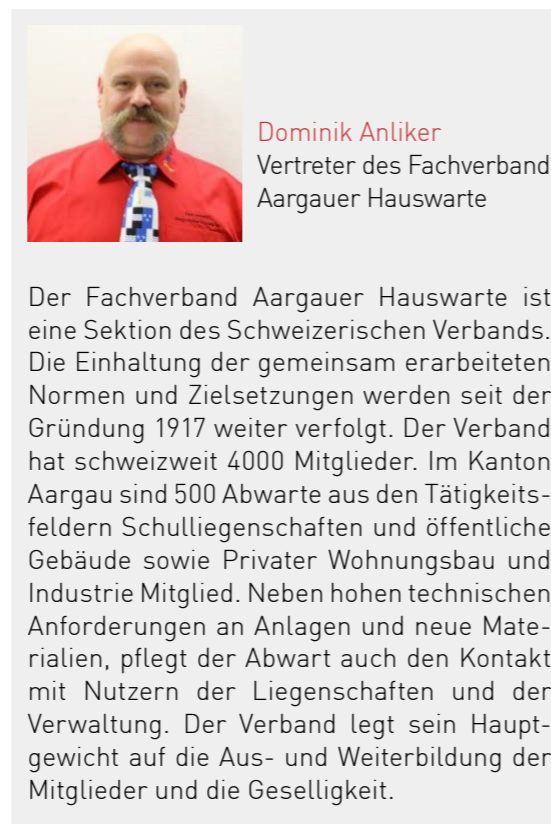 Dominik Anliker
Vertreter des Fachverband
Aargauer Hauswarte
Der Fachverband Aargauer Hauswarte ist
eine Sektion des Schweizerischen Verbands.
Die Einhaltung der gemeinsam erarbeiteten
Normen und Zielsetzungen werden seit der
Gründung 1917 weiter verfolgt. Der Verband
hat schweizweit 4000 Mitglieder. Im Kanton
Aargau sind 500 Abwarte aus den Tätigkeits-
feldern Schulliegenschaften und öffentliche
Gebäude sowie Privater Wohnungsbau und
Industrie Mitglied. Neben hohen technischen
Anforderungen an Anlagen und neue Mate-
rialien, pflegt der Abwart auch den Kontakt
mit Nutzern der Liegenschaften und der
Verwaltung. Der Verband legt sein Haupt-
gewicht auf die Aus- und Weiterbildung der
Mitglieder und die Geselligkeit.